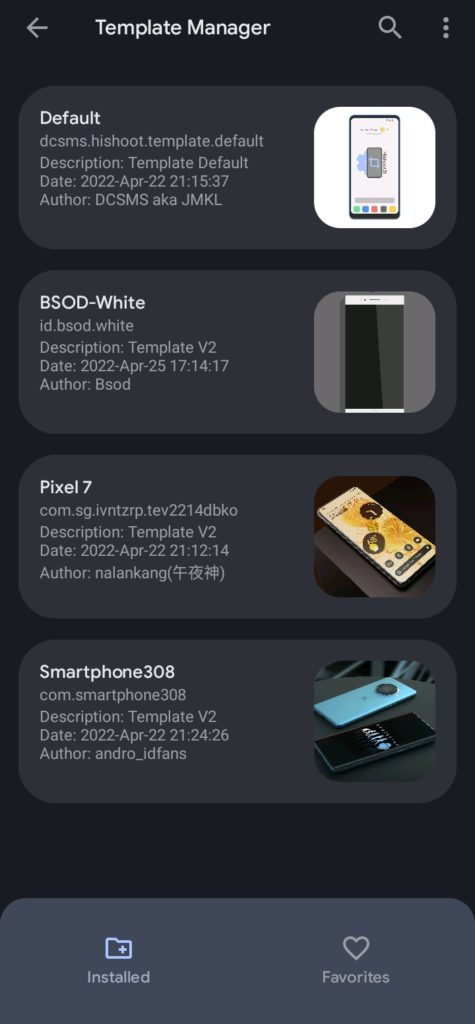 Template Manager
Default
dcsms.hishoot.template.default
Description: Template Default
Date: 2022-Apr-22 21:15:37
Author: DCSMS aka JMKL
BSOD-White
id.bsod.white
Description: Template V2
Date: 2022-Apr-25 17:14:17
Author: Bsod
Pixel 7
com.sg.ivntzrp.tev2214dbko
Description: Template V2
Date: 2022-Apr-22 21:12:14
Author: nalankang(午夜神)
Smartphone308
com.smartphone308
Description: Template V2
Date: 2022-Apr-22 21:24:26
Author: andro_idfans
Installed
Favorites